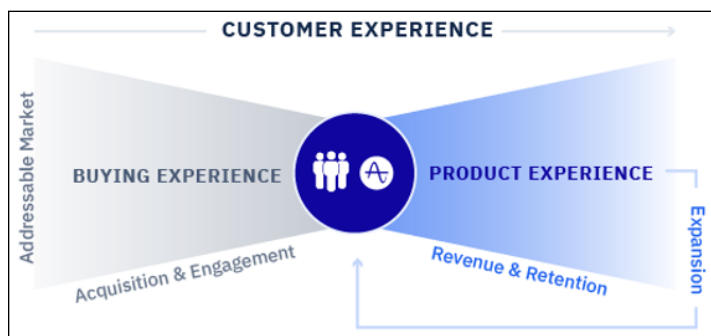 CUSTOMER EXPERIENCE
Addressable Market
BUYING EXPERIENCE
PRODUCT EXPERIENCE
Expansion
Acquisition & Engagement
Revenue & Retention